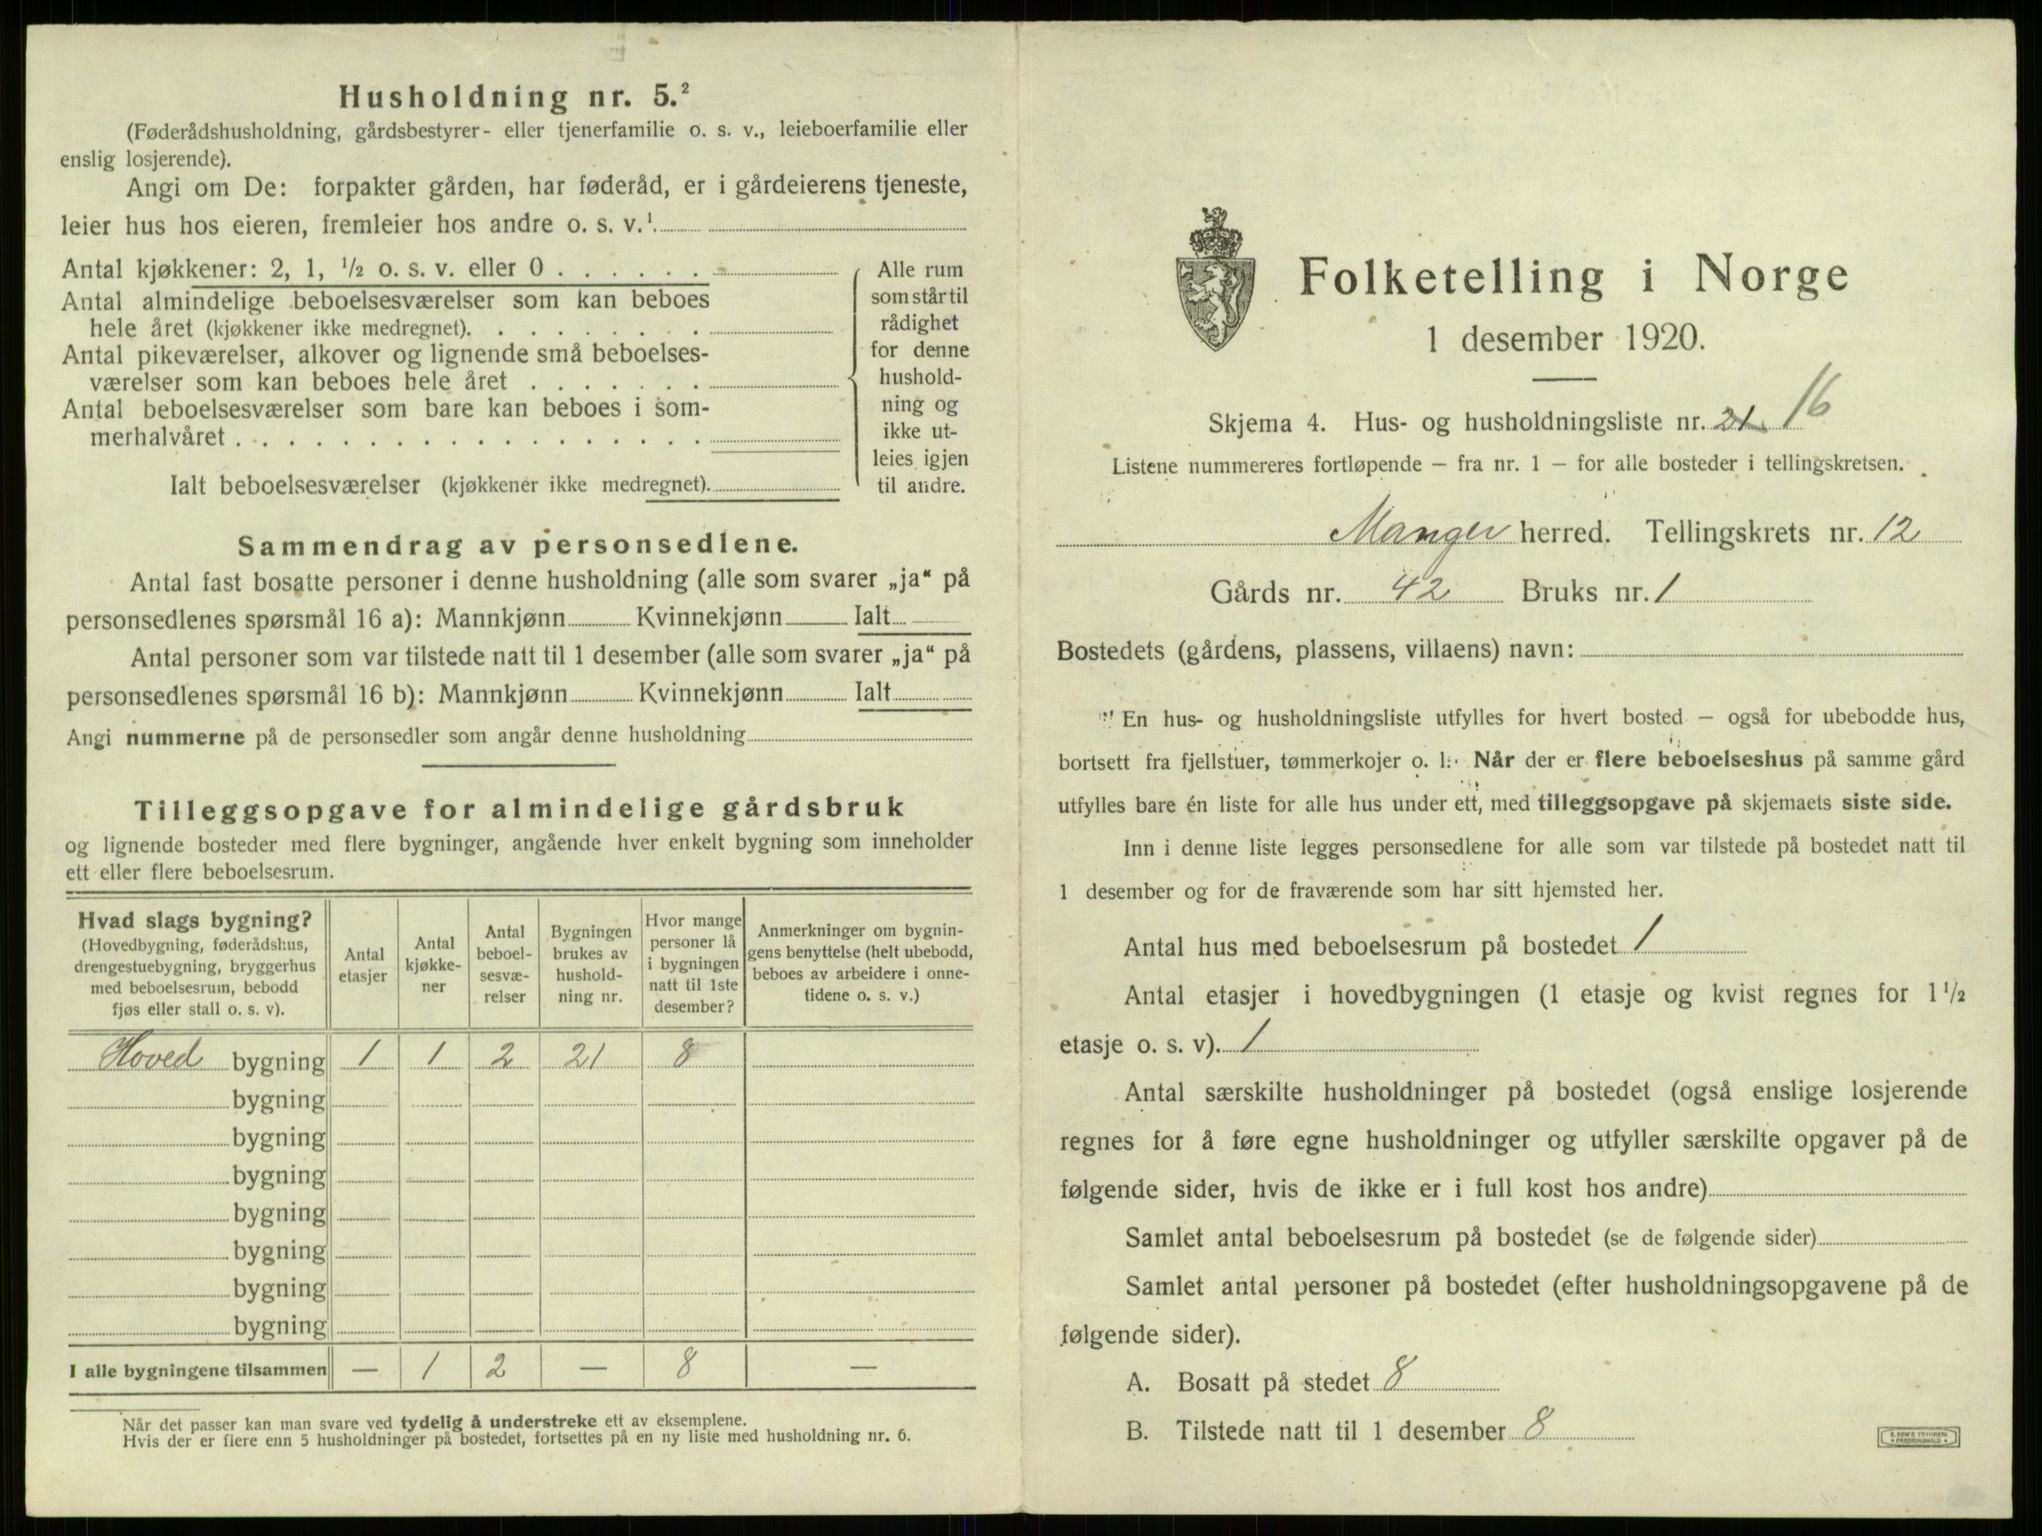 Husholdning nr. 5.²
(Føderådshusholdning, gårdsbestyrer- eller tjenerfamilie o. s. v., leieboerfamilie eller
enslig losjerende).
Angi om De: forpakter gården, har føderåd, er i gårdeierens tjeneste,
leier hus hos eieren, fremleier hos andre o. s. v.¹
Antal kjøkkener: 2, 1, ½ o. s. v. eller 0 . . . . . .
Antal almindelige beboelsesværelser som kan beboes
hele året (kjøkkener ikke medregnet). . . . . . . . .
Antal pikeværelser, alkover og lignende små beboelses-
værelser som kan beboes hele året . . . . . . .
Antal beboelsesværelser som bare kan beboes i som-
merhalvåret . . . . . . . . . . . . . . . . . .
Ialt beboelsesværelser (kjøkkener ikke medregnet).
Alle rum
som står til
rådighet
for denne
hushold-
ning og
ikke ut-
leies igjen
til andre.
Sammendrag av personsedlene.
Antal fast bosatte personer i denne husholdning (alle som svarer „ja“ på
personsedlenes spørsmål 16 a): Mannkjønn Kvinnekjønn Ialt
Antal personer som var tilstede natt til 1 desember (alle som svarer „ja“ på
personsedlenes spørsmål 16 b): Mannkjønn Kvinnekjønn Ialt
Angi nummerne på de personsedler som angår denne husholdning
Tilleggsopgave for almindelige gårdsbruk
og lignende bosteder med flere bygninger, angående hver enkelt bygning som inneholder
ett eller flere beboelsesrum.
Hvad slags bygning?
(Hovedbygning, føderådshus,
drengestuebygning, bryggerhus
med beboelsesrum, bebodd
fjøs eller stall o. s. v).
Antal
etasjer
Antal
kjøkke-
ner
Antal
beboel-
sesvæ-
relser
Bygningen
brukes av
hushold-
ning nr.
Hvor mange
personer lå
i bygningen
natt til 1ste
desember?
Anmerkninger om bygnin-
gens benyttelse (helt ubebodd,
beboes av arbeidere i onne-
tidene o. s. v.)
Hoved bygning 1 1 2 21 8
bygning
bygning
bygning
bygning
bygning
bygning
bygning
I alle bygningene tilsammen — 1 2 — 8 —
Når det passer kan man svare ved tydelig å understreke ett av eksemplene.
Hvis der er flere enn 5 husholdninger på bostedet, fortsettes på en ny liste med husholdning nr. 6.
Folketelling i Norge
1 desember 1920.
Skjema 4. Hus- og husholdningsliste nr. 21. 16
Listene nummereres fortløpende – fra nr. 1 – for alle bosteder i tellingskretsen.
Manger herred. Tellingskrets nr. 12
Gårds nr. 42 Bruks nr. 1
Bostedets (gårdens, plassens, villaens) navn:
En hus- og husholdningsliste utfylles for hvert bosted – også for ubebodde hus,
bortsett fra fjellstuer, tømmerkojer o. l. Når der er flere beboelseshus på samme gård
utfylles bare én liste for alle hus under ett, med tilleggsopgave på skjemaets siste side.
Inn i denne liste legges personsedlene for alle som var tilstede på bostedet natt til
1 desember og for de fraværende som har sitt hjemsted her.
Antal hus med beboelsesrum på bostedet 1
Antal etasjer i hovedbygningen (1 etasje og kvist regnes for 1½
etasje o. s. v). 1
Antal særskilte husholdninger på bostedet (også enslige losjerende
regnes for å føre egne husholdninger og utfyller særskilte opgaver på de
følgende sider, hvis de ikke er i full kost hos andre)
Samlet antal beboelsesrum på bostedet (se de følgende sider)
Samlet antal personer på bostedet (efter husholdningsopgavene på de
følgende sider).
A. Bosatt på stedet 8
B. Tilstede natt til 1 desember 8